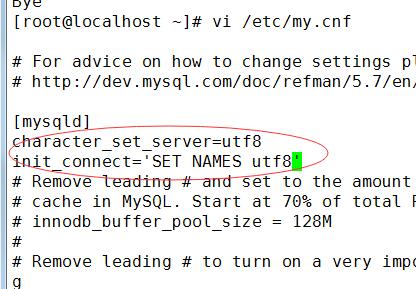 Bye
[root@localhost ~]# vi /etc/my.cnf
# For advice on how to change settings pl
# http://dev.mysql.com/doc/refman/5.7/en/
[mysqld]
character_set_server=utf8
init_connect='SET NAMES utf8'
# Remove leading # and set to the amount
# cache in MySQL. Start at 70% of total R
# innodb_buffer_pool_size = 128M
#
# Remove leading # to turn on a very impo
g